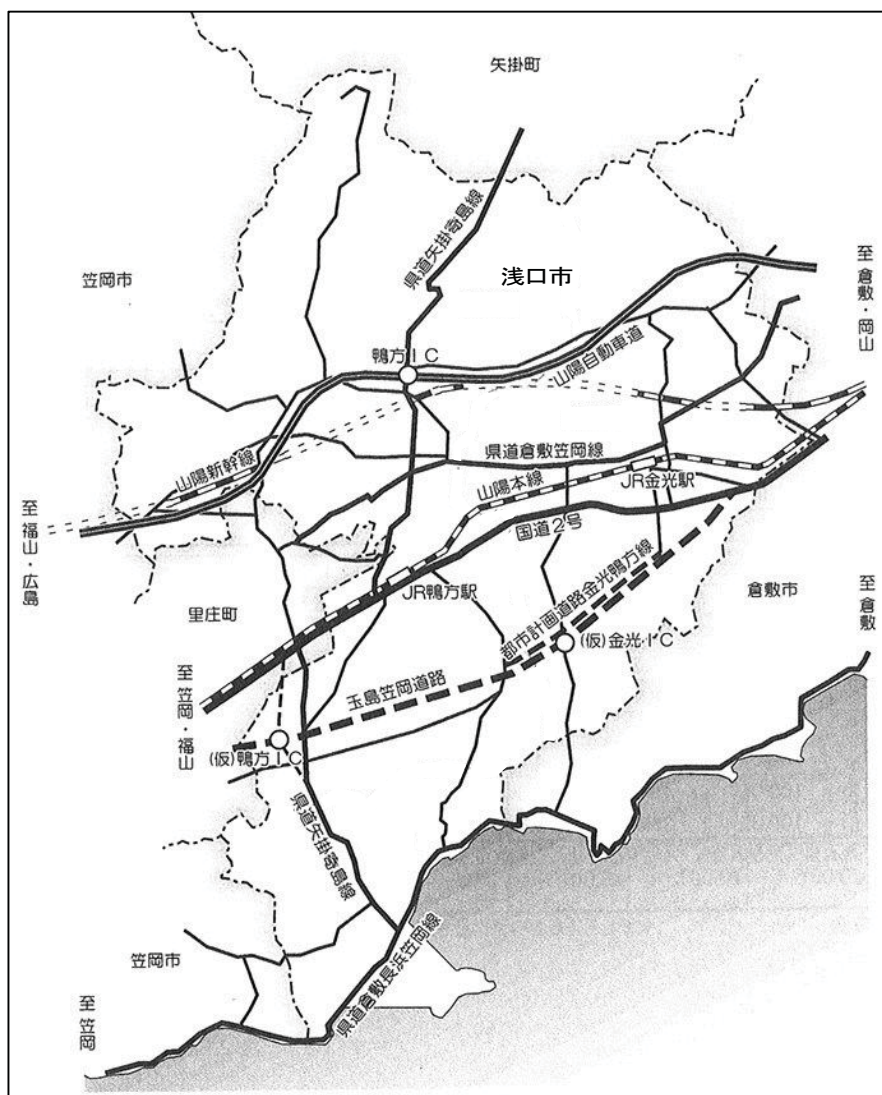 矢掛町
県道矢掛寄島線
浅口市
笠岡市
至倉敷・岡山
鴨方IC
山陽自動車道
山陽新幹線
県道倉敷笠岡線
山陽本線
JR金光駅
国道2号
至福山・広島
里庄町
JR鴨方駅
都市計画道路金光鴨方線
倉敷市
至倉敷
(仮)金光・IC
玉島笠岡道路
至笠岡・福山
(仮)鴨方IC
県道矢掛寄島線
笠岡市
県道倉敷長浜笠岡線
至笠岡